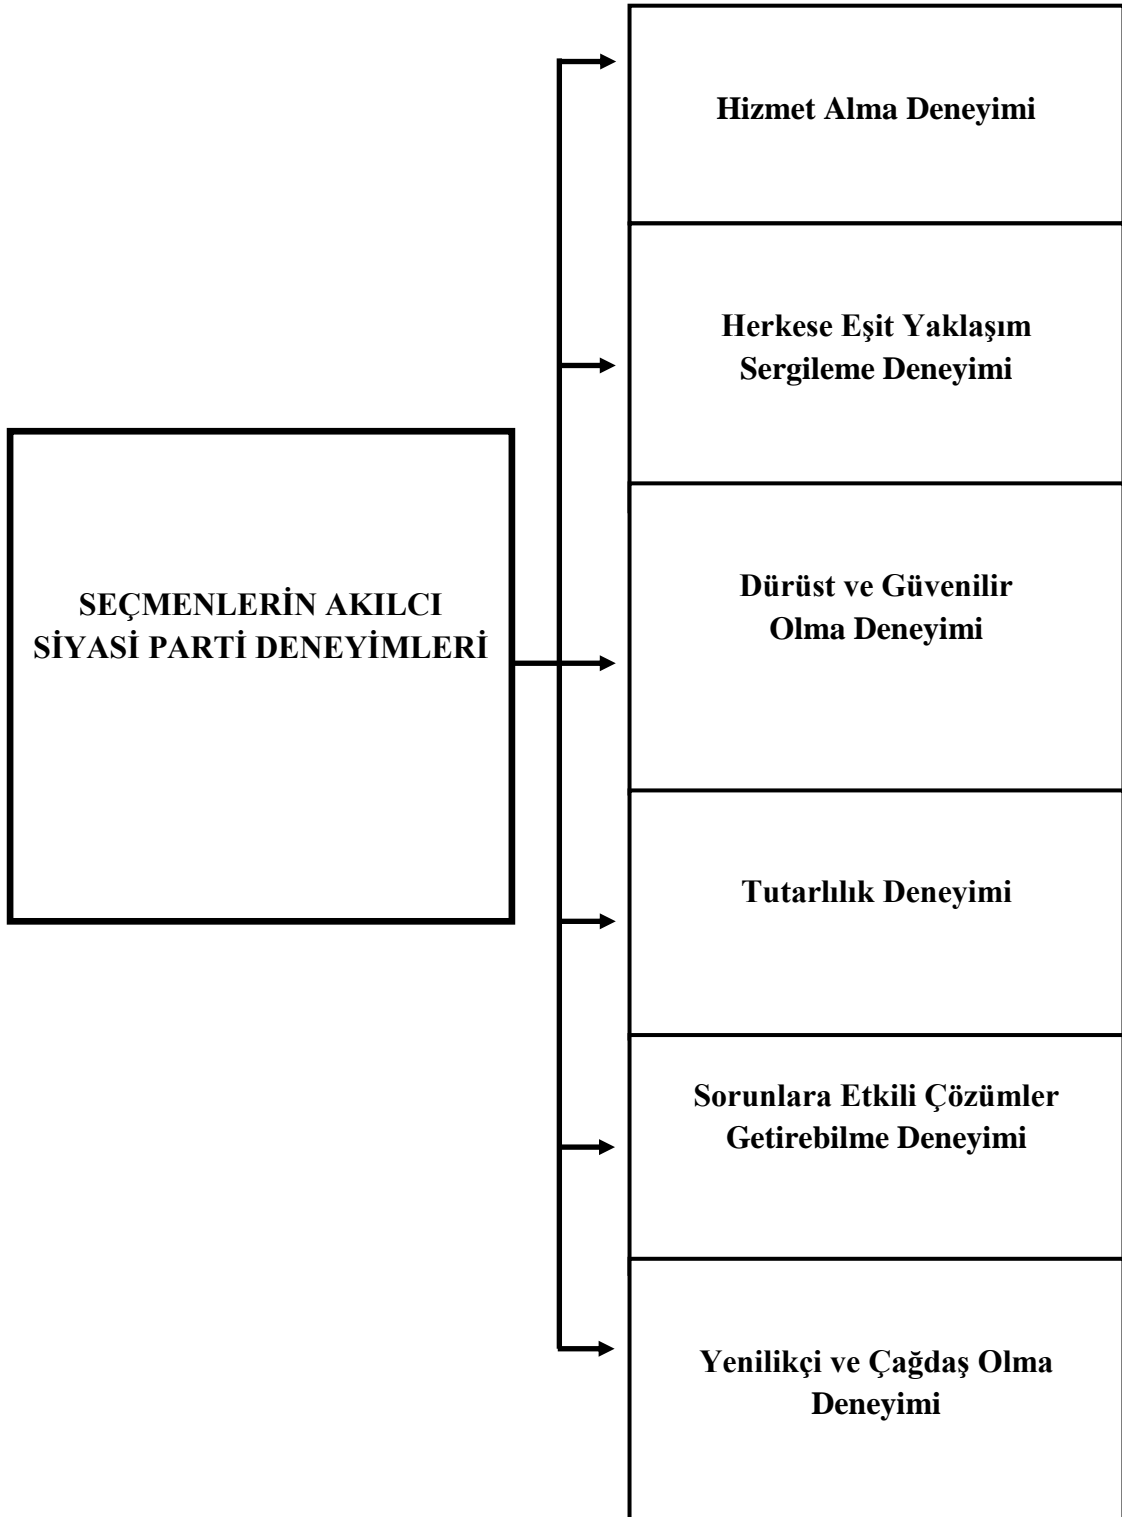 Hizmet Alma Deneyimi
Herkese Eşit Yaklaşım
Sergileme Deneyimi
SEÇMENLERİN AKILCI
SİYASİ PARTİ DENEYİMLERİ
Dürüst ve Güvenilir
Olma Deneyimi
Tutarlılık Deneyimi
Sorunlara Etkili Çözümler
Getirebilme Deneyimi
Yenilikçi ve Çağdaş Olma
Deneyimi